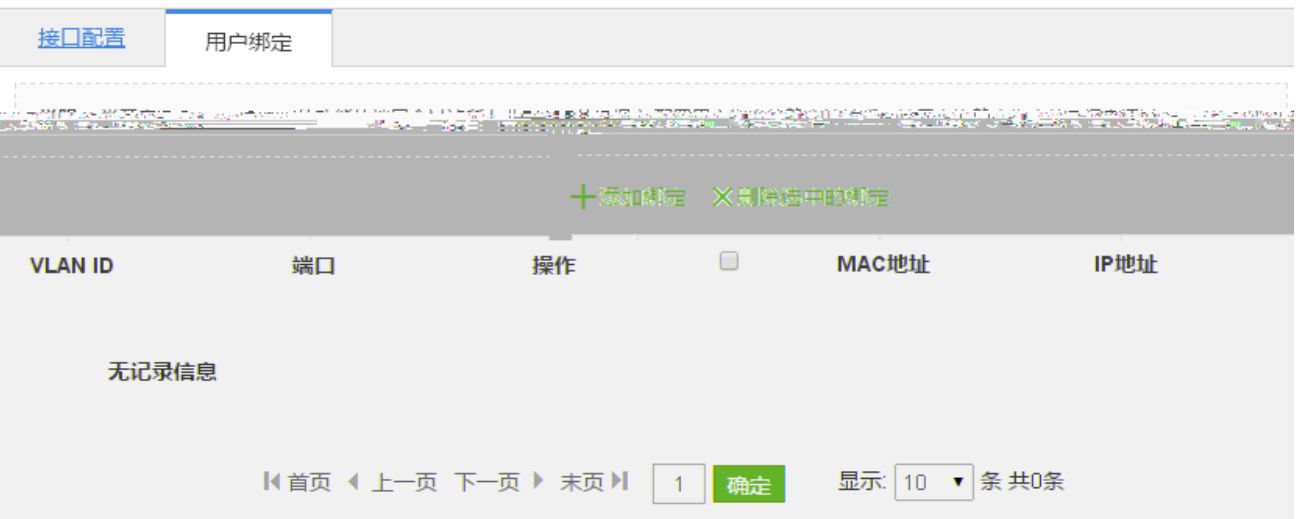 接口配置 用户绑定
添加绑定 删除选中的绑定
VLAN ID 端口 操作 MAC地址 IP地址
无记录信息
首页 上一页 下一页 末页 1 确定 显示: 10 条 共0条